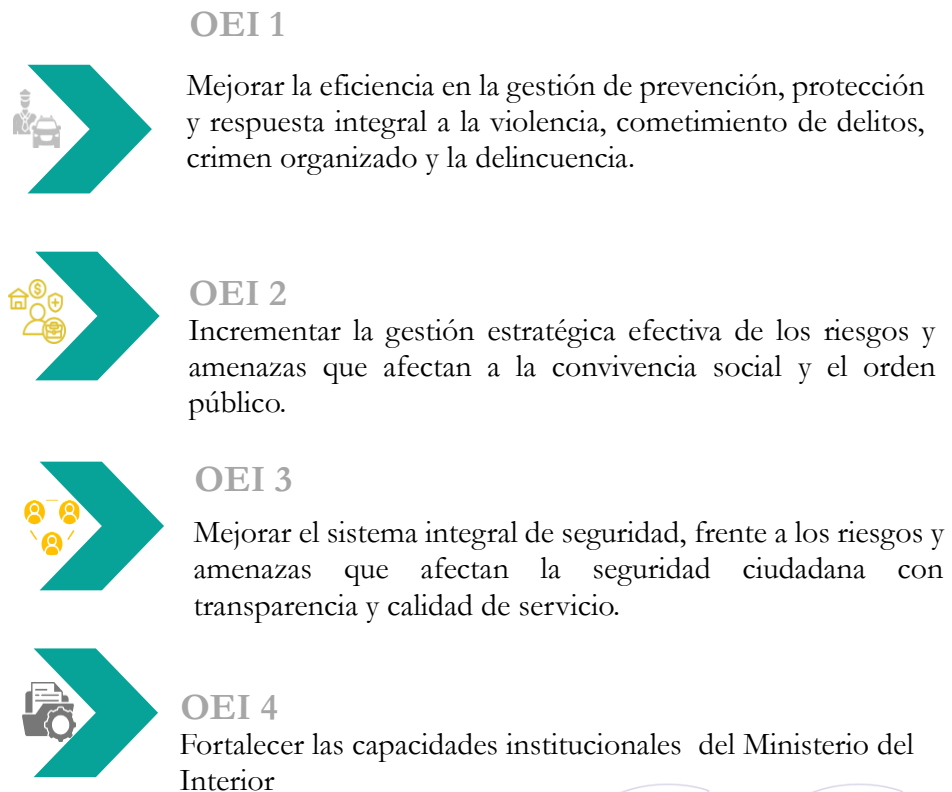 OEI 1
Mejorar la eficiencia en la gestión de prevención, protección
y respuesta integral a la violencia, cometimiento de delitos,
crimen organizado y la delincuencia.
OEI 2
Incrementar la gestión estratégica efectiva de los riesgos y
amenazas que afectan a la convivencia social y el orden
público.
OEI 3
Mejorar el sistema integral de seguridad, frente a los riesgos y
amenazas que afectan la seguridad ciudadana con
transparencia y calidad de servicio.
OEI 4
Fortalecer las capacidades institucionales del Ministerio del
Interior